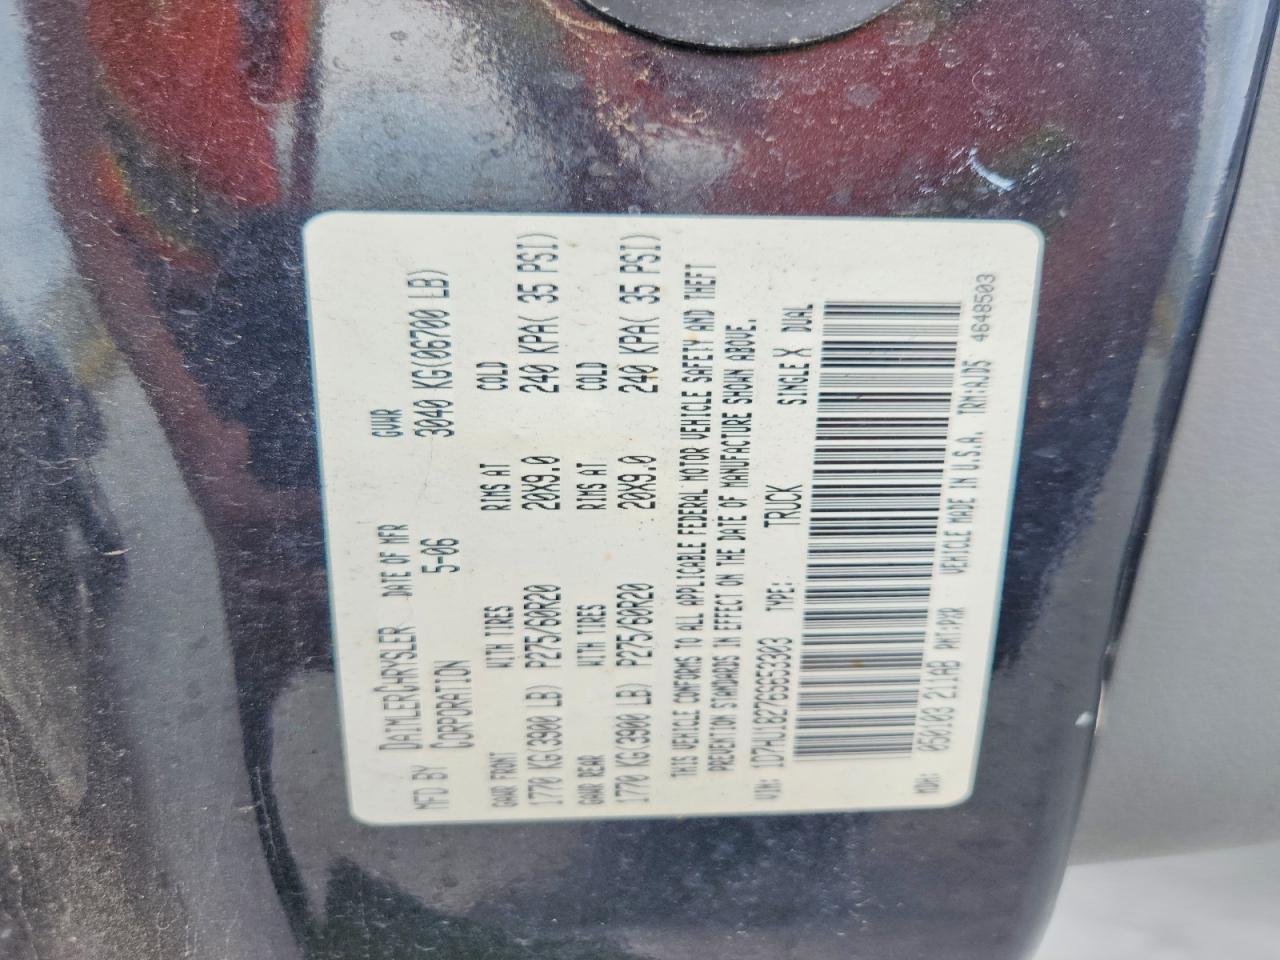 MFD BY DAIMLERCHRYSLER CORPORATION DATE OF MFR 5-06 GVWR 3040 KG(06700 LB)
GAWR FRONT WITH TIRES RIMS AT COLD
1770 KG(3900 LB) P275/60R20 20X9.0 240 KPA( 35 PSI)
GAWR REAR WITH TIRES RIMS AT COLD
1770 KG(3900 LB) P275/60R20 20X9.0 240 KPA( 35 PSI)
THIS VEHICLE CONFORMS TO ALL APPLICABLE FEDERAL MOTOR VEHICLE SAFETY AND THEFT
PREVENTION STANDARDS IN EFFECT ON THE DATE OF MANUFACTURE SHOWN ABOVE.
VIN: 1D7HU18276S653303 TYPE: TRUCK SINGLE X DUAL
MDH: 050103 211AB PNT:PXR VEHICLE MADE IN U.S.A. TRM:AJD5 4648503